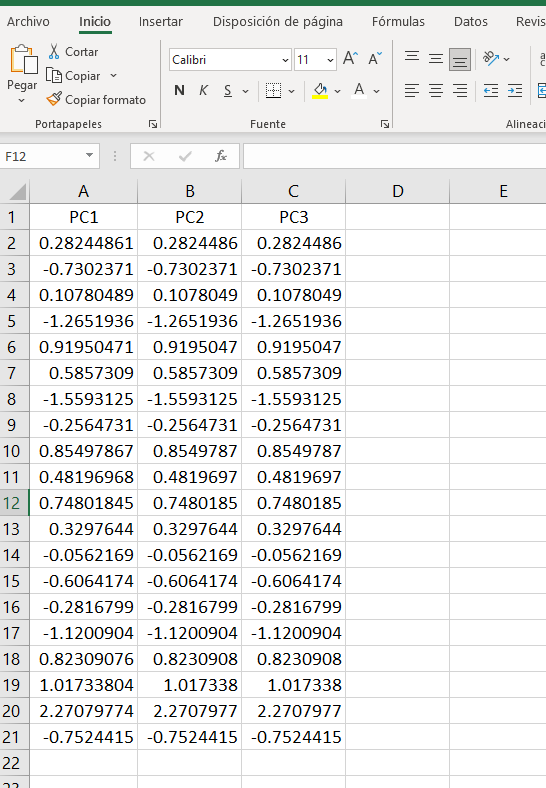 Archivo Inicio Insertar Disposición de página Fórmulas Datos Revis
Cortar
Copiar
Copiar formato
Pegar
Portapapeles
Calibri 11 A A
N K S A
Fuente
Alineaci
F12 fx
A B C D E
1 PC1 PC2 PC3
2 0.28244861 0.2824486 0.2824486
3 -0.7302371 -0.7302371 -0.7302371
4 0.10780489 0.1078049 0.1078049
5 -1.2651936 -1.2651936 -1.2651936
6 0.91950471 0.9195047 0.9195047
7 0.5857309 0.5857309 0.5857309
8 -1.5593125 -1.5593125 -1.5593125
9 -0.2564731 -0.2564731 -0.2564731
10 0.85497867 0.8549787 0.8549787
11 0.48196968 0.4819697 0.4819697
12 0.74801845 0.7480185 0.7480185
13 0.3297644 0.3297644 0.3297644
14 -0.0562169 -0.0562169 -0.0562169
15 -0.6064174 -0.6064174 -0.6064174
16 -0.2816799 -0.2816799 -0.2816799
17 -1.1200904 -1.1200904 -1.1200904
18 0.82309076 0.8230908 0.8230908
19 1.01733804 1.017338 1.017338
20 2.27079774 2.2707977 2.2707977
21 -0.7524415 -0.7524415 -0.7524415
22